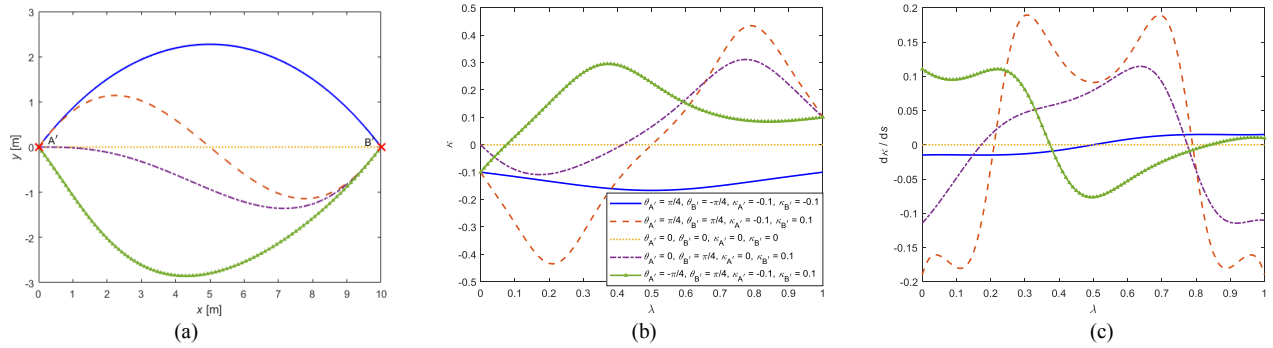 3
2
1
0
-1
-2
-3
y [m]
A′
B′
0 1 2 3 4 5 6 7 8 9 10
x [m]
(a)
0.5
0.4
0.3
0.2
0.1
0
-0.1
-0.2
-0.3
-0.4
-0.5
κ
θA′ = π/4, θB′ = -π/4, κA′ = -0.1, κB′ = -0.1
θA′ = π/4, θB′ = π/4, κA′ = -0.1, κB′ = 0.1
θA′ = 0, θB′ = 0, κA′ = 0, κB′ = 0
θA′ = 0, θB′ = π/4, κA′ = 0, κB′ = 0.1
θA′ = -π/4, θB′ = π/4, κA′ = -0.1, κB′ = 0.1
0 0.1 0.2 0.3 0.4 0.5 0.6 0.7 0.8 0.9 1
λ
(b)
0.2
0.15
0.1
0.05
0
-0.05
-0.1
-0.15
-0.2
dκ / ds
0 0.1 0.2 0.3 0.4 0.5 0.6 0.7 0.8 0.9 1
λ
(c)